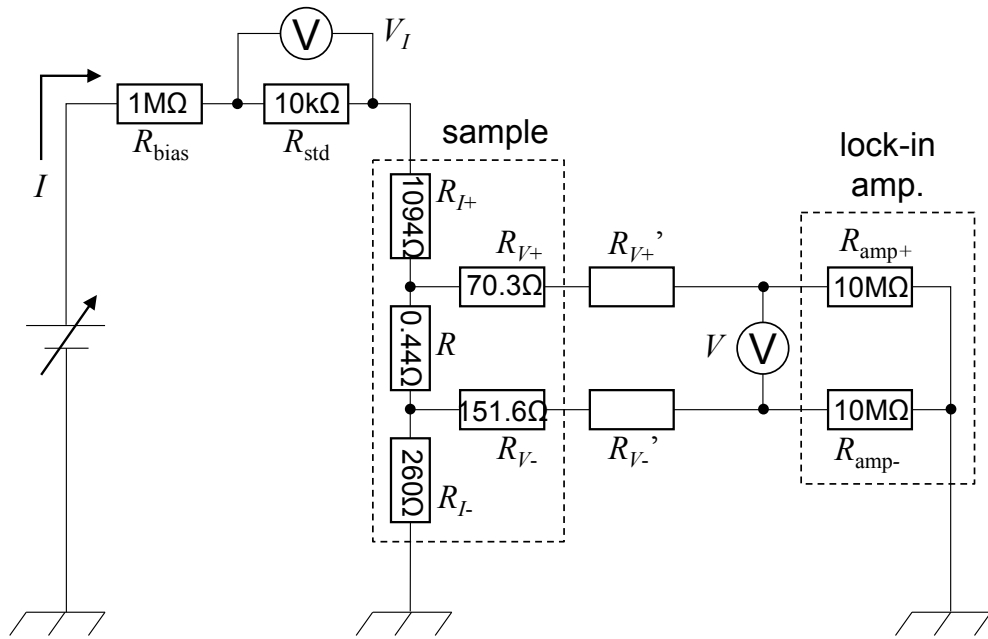 V
V_I
1MΩ
10kΩ
R_bias
R_std
I
sample
lock-in
amp.
1094Ω
R_I+
R_V+
R_V+’
R_amp+
70.3Ω
10MΩ
0.44Ω
R
V
V
151.6Ω
10MΩ
R_V-
R_V-’
R_amp-
260Ω
R_I-